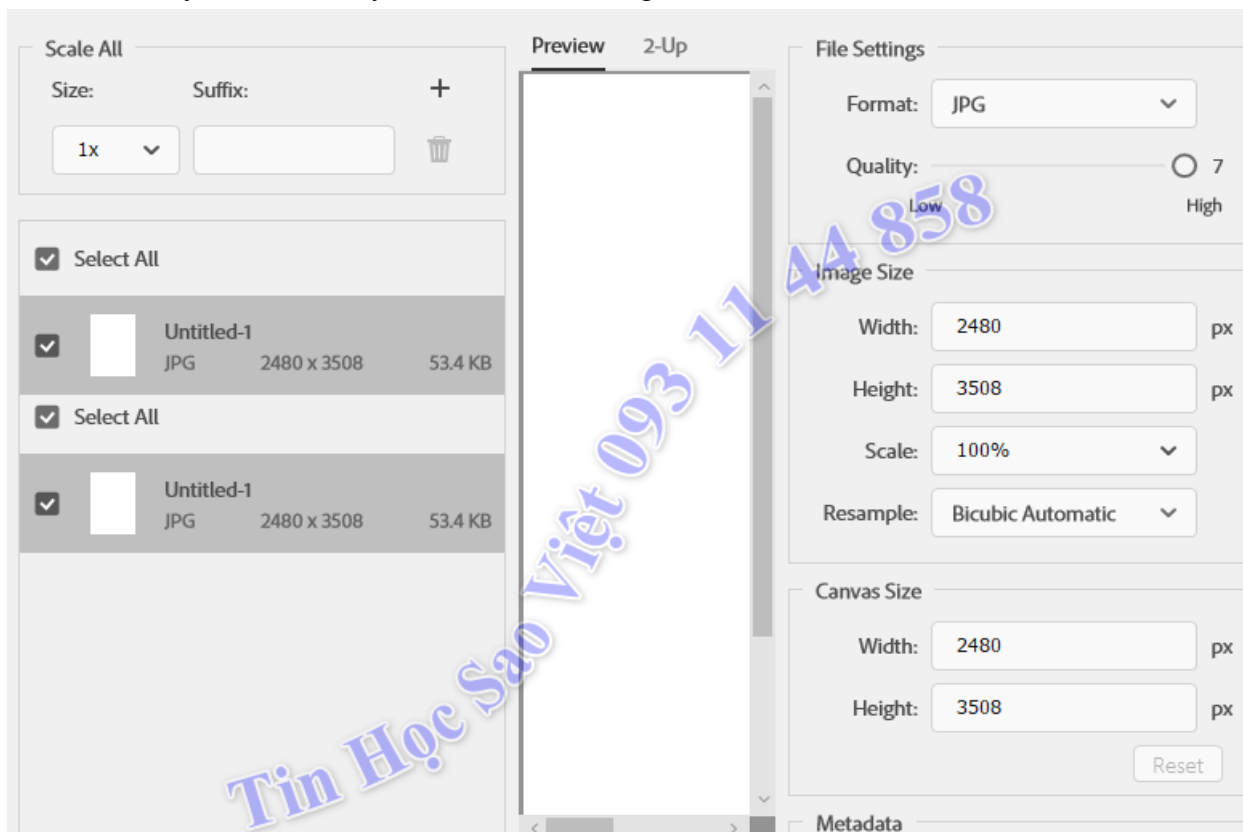 Scale All
Size: Suffix: +
1x
Select All
Untitled-1
JPG 2480 x 3508 53.4 KB
Select All
Untitled-1
JPG 2480 x 3508 53.4 KB
Preview 2-Up
File Settings
Format: JPG
Quality: 7
Low High
Image Size
Width: 2480 px
Height: 3508 px
Scale: 100%
Resample: Bicubic Automatic
Canvas Size
Width: 2480 px
Height: 3508 px
Reset
Metadata
Tin Học Sao Việt 093 11 44 858